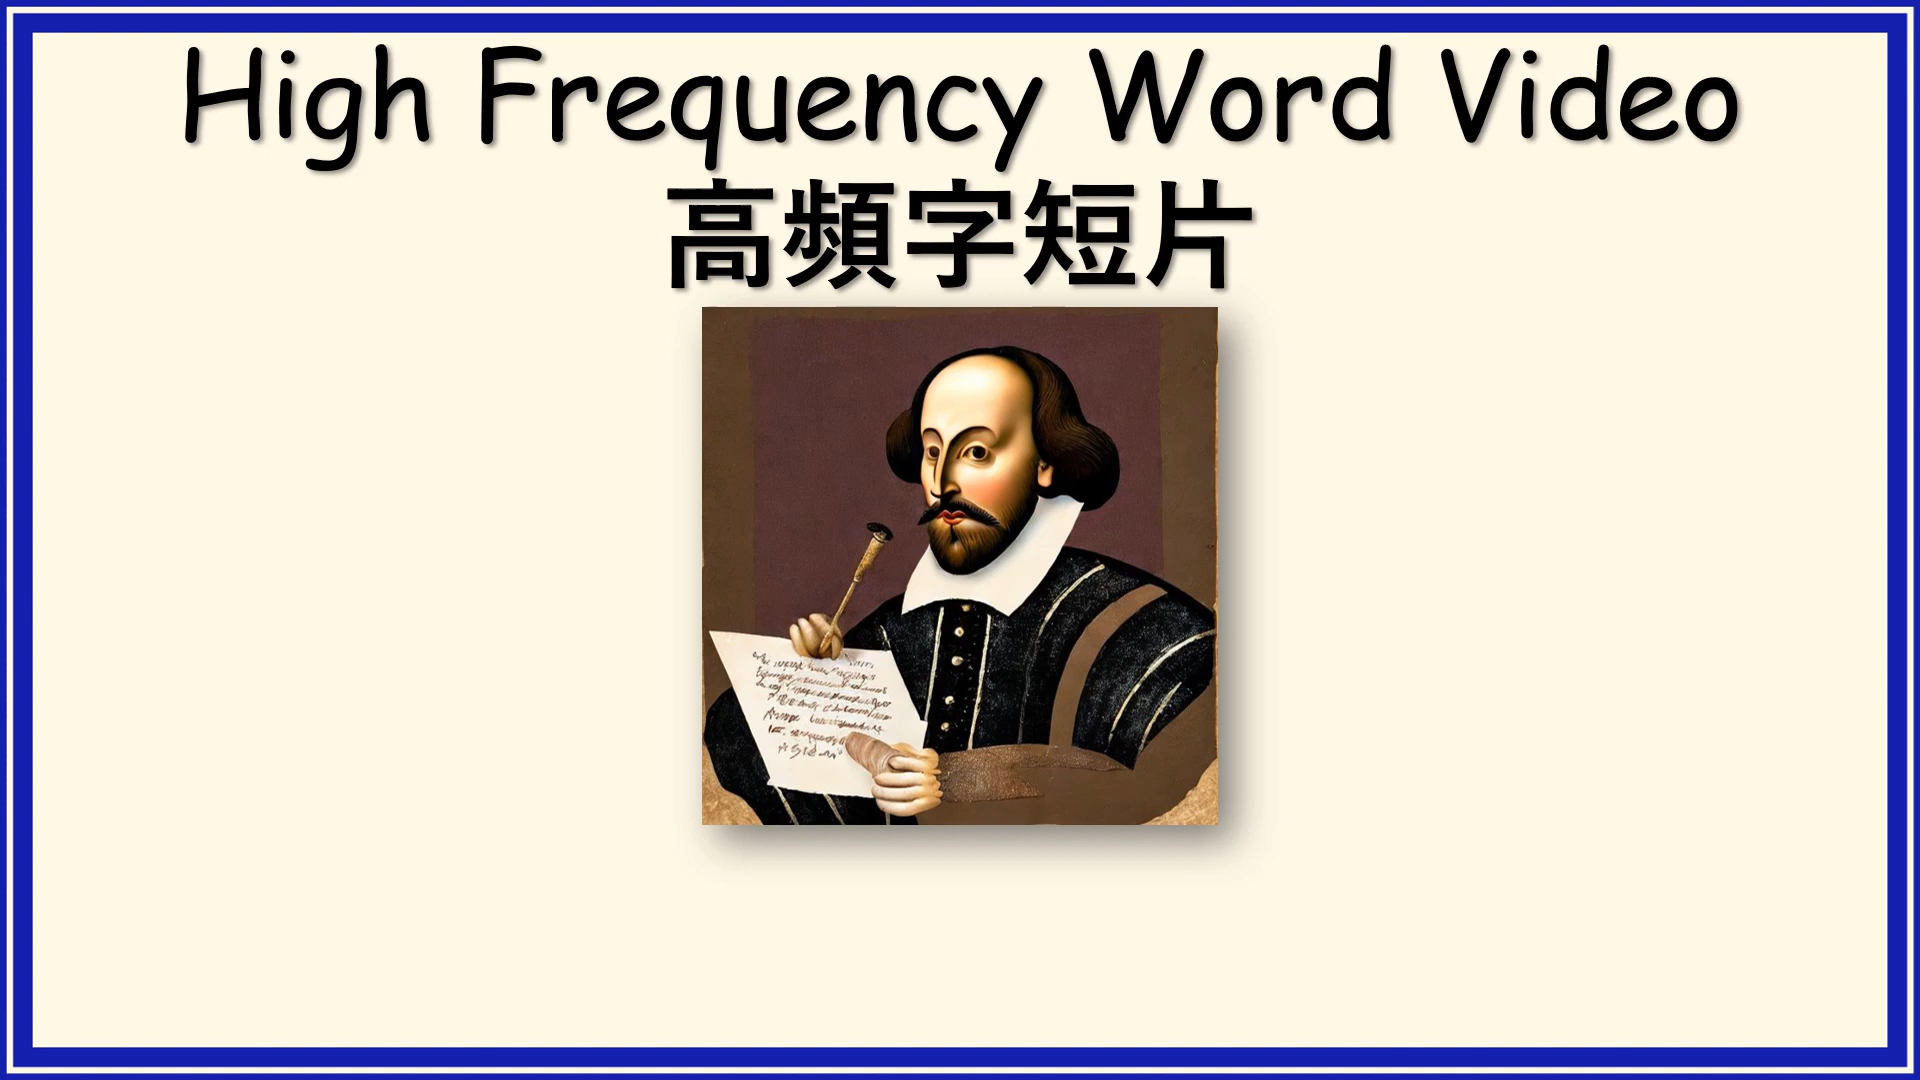 High Frequency Word Video
高頻字短片